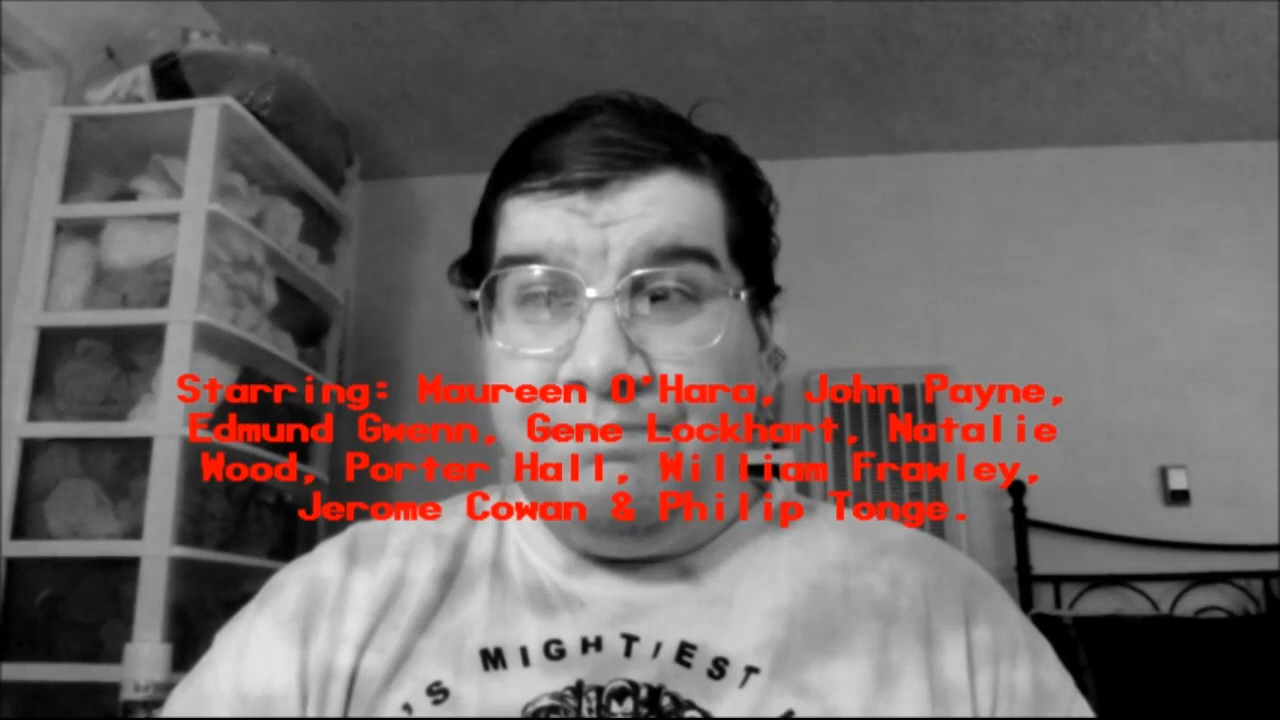 Starring: Maureen O'Hara, John Payne,
Edmund Gwenn, Gene Lockhart, Natalie
Wood, Porter Hall, William Frawley,
Jerome Cowan & Philip Tonge.
'S MIGHTIEST